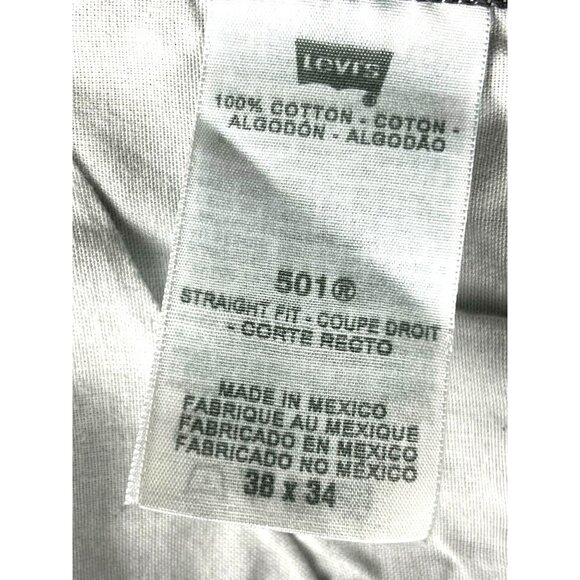 Levi's
100% COTTON - COTON -
ALGODÓN - ALGODÃO
501®
STRAIGHT FIT - COUPE DROIT
- CORTE RECTO
MADE IN MEXICO
FABRIQUE AU MEXIQUE
FABRICADO EN MEXICO
FABRICADO NO MEXICO
38 x 34